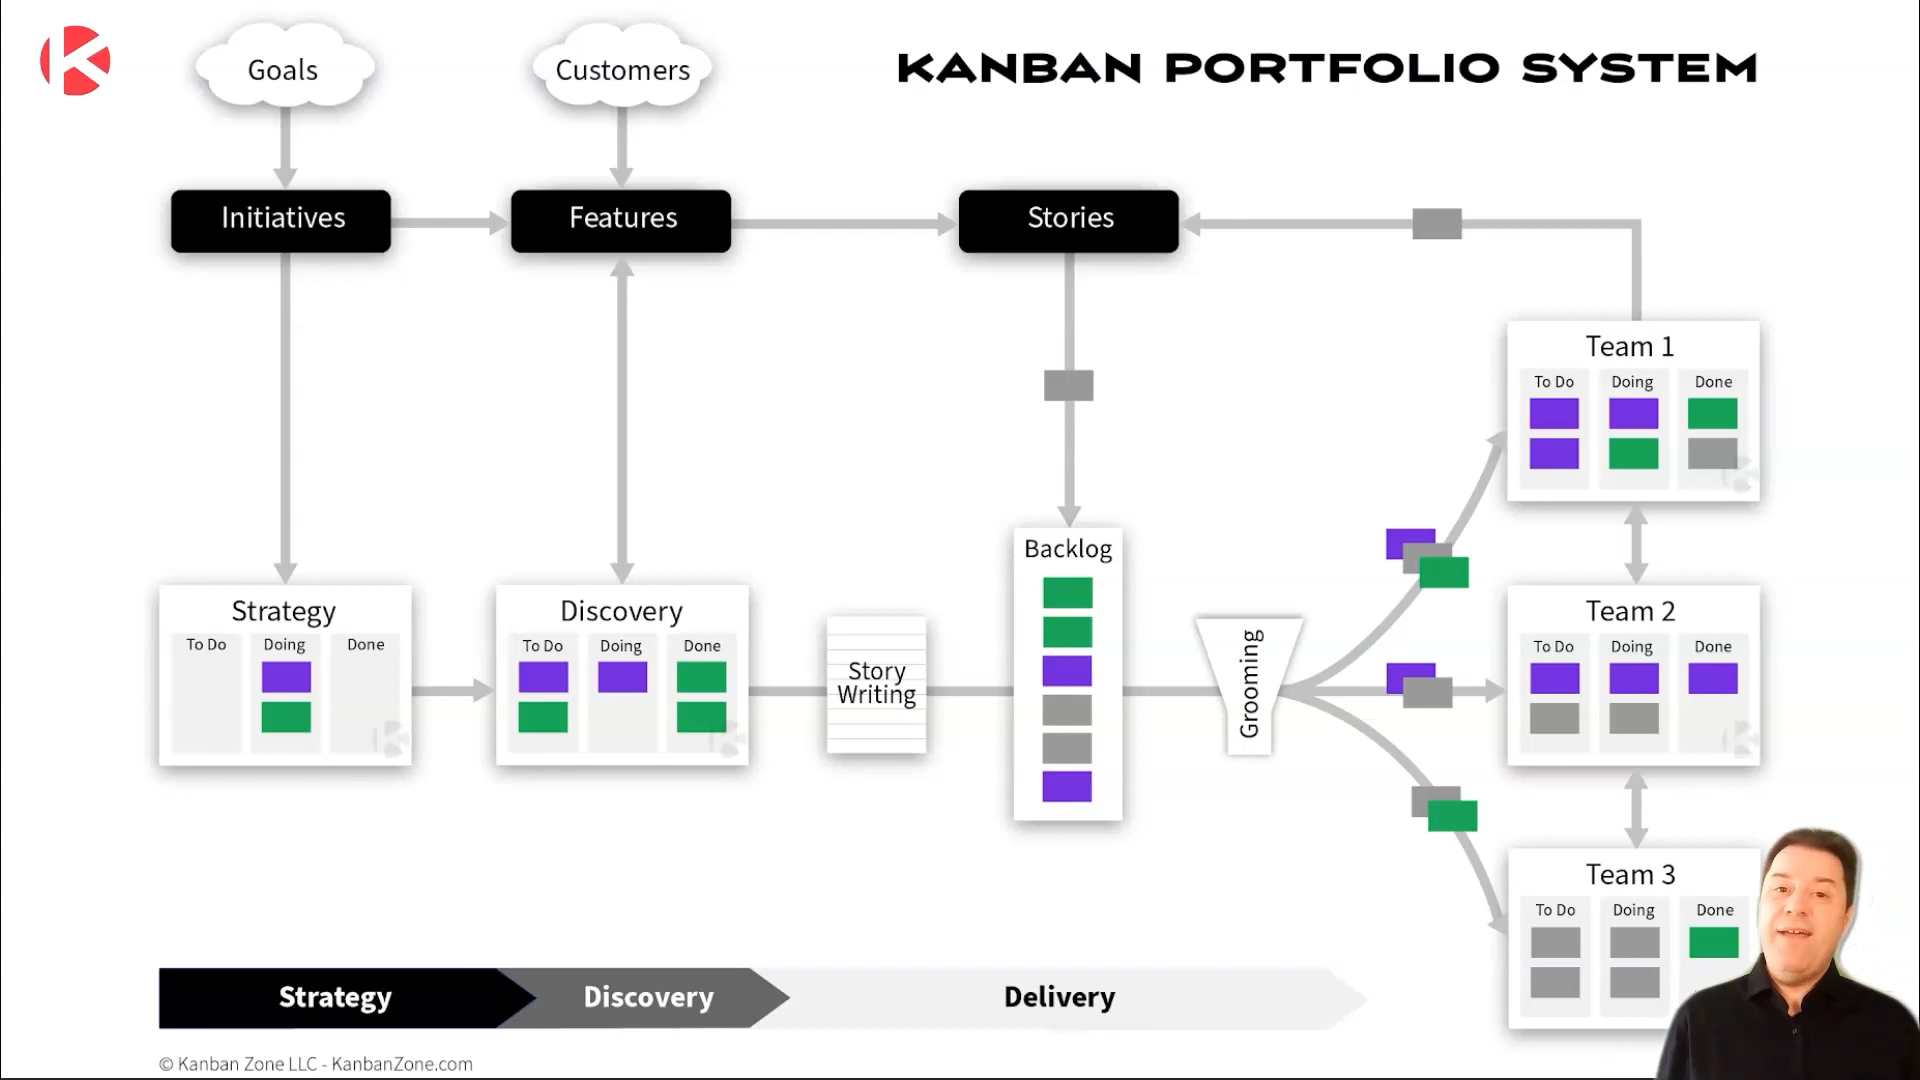 KANBAN PORTFOLIO SYSTEM
Goals
Customers
Initiatives
Features
Stories
Team 1
To Do
Doing
Done
Backlog
Strategy
To Do
Doing
Done
Discovery
To Do
Doing
Done
Story
Writing
Grooming
Team 2
To Do
Doing
Done
Team 3
To Do
Doing
Done
Strategy
Discovery
Delivery
© Kanban Zone LLC - KanbanZone.com